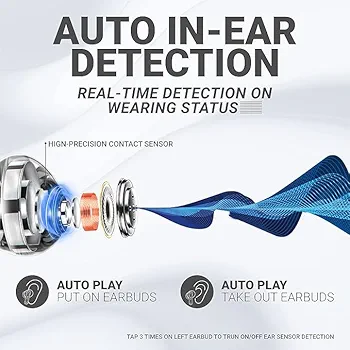 AUTO IN-EAR
DETECTION
REAL-TIME DETECTION ON
WEARING STATUS
HIGN-PRECISION CONTACT SENSOR
AUTO PLAY
PUT ON EARBUDS
AUTO PLAY
TAKE OUT EARBUDS
TAP 3 TIMES ON LEFT EARBUD TO TRUN ON/OFF EAR SENSOR DETECTION